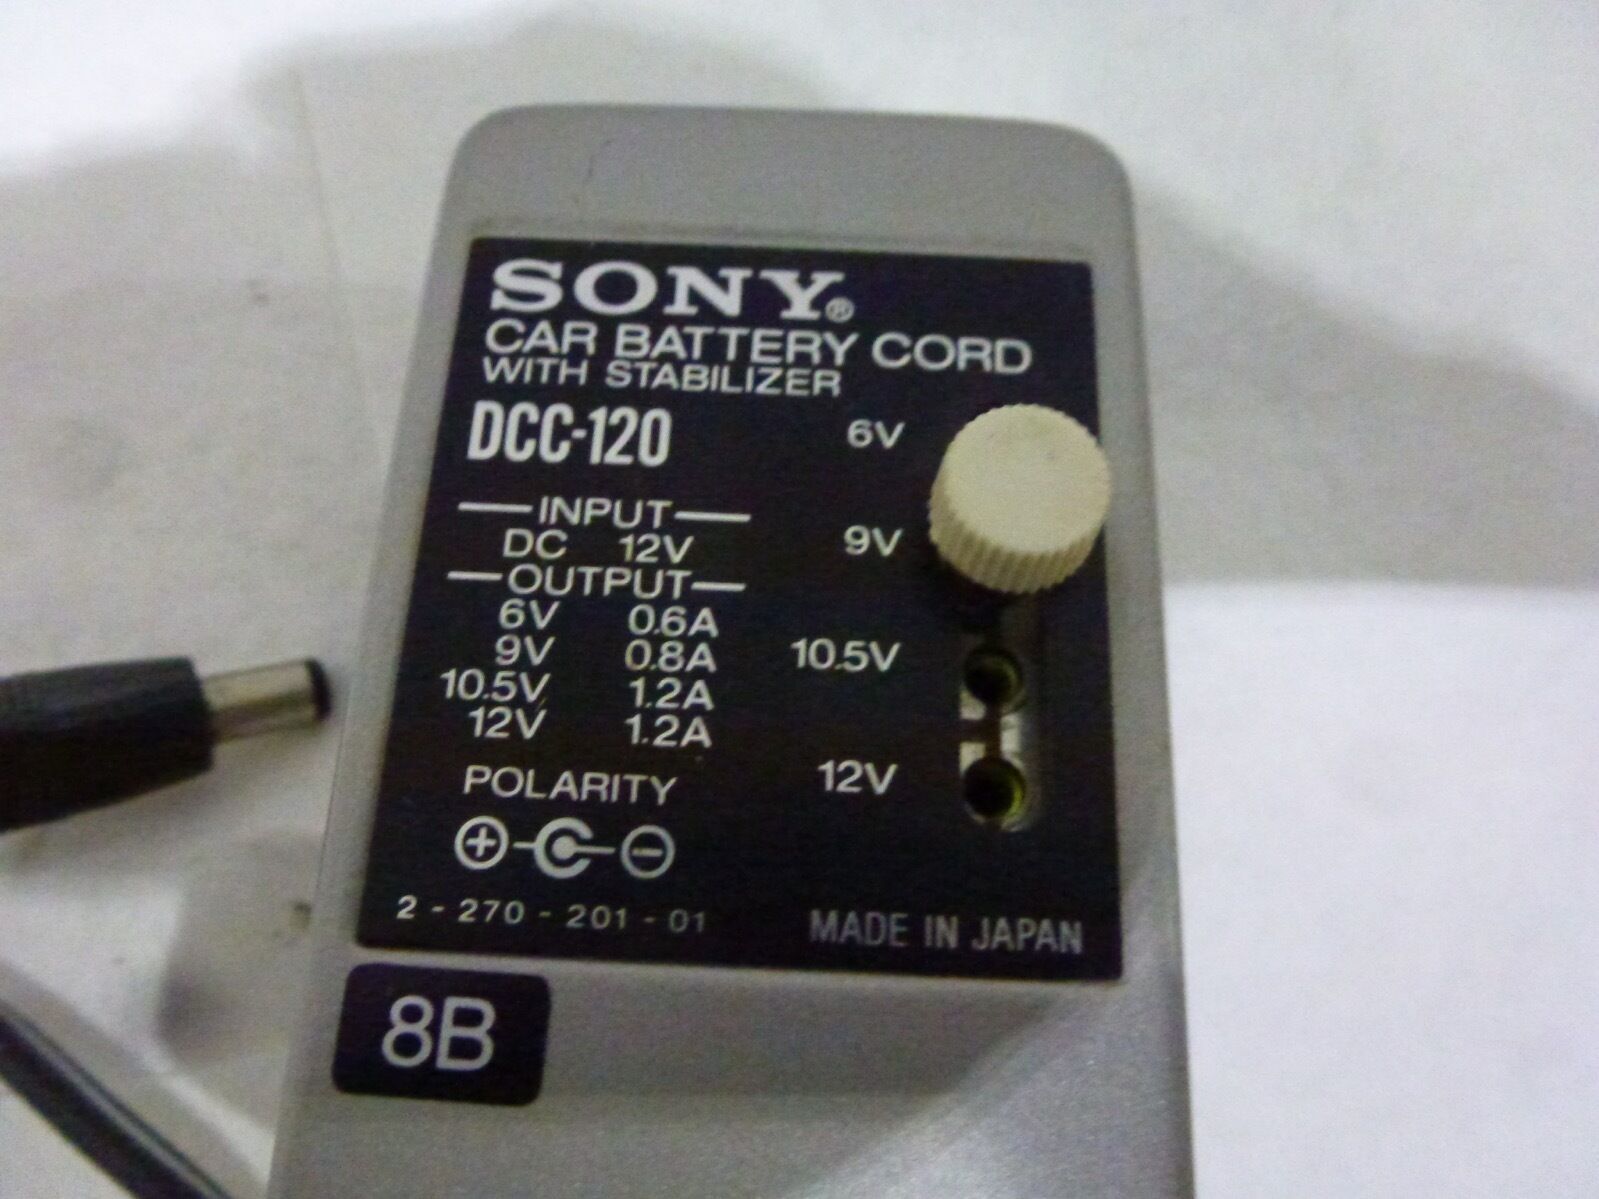 SONY®
CAR BATTERY CORD
WITH STABILIZER
DCC-120
INPUT
DC 12V
OUTPUT
6V 0.6A
9V 0.8A
10.5V 1.2A
12V 1.2A
POLARITY
+ −
2-270-201-01
6V
9V
10.5V
12V
MADE IN JAPAN
8B